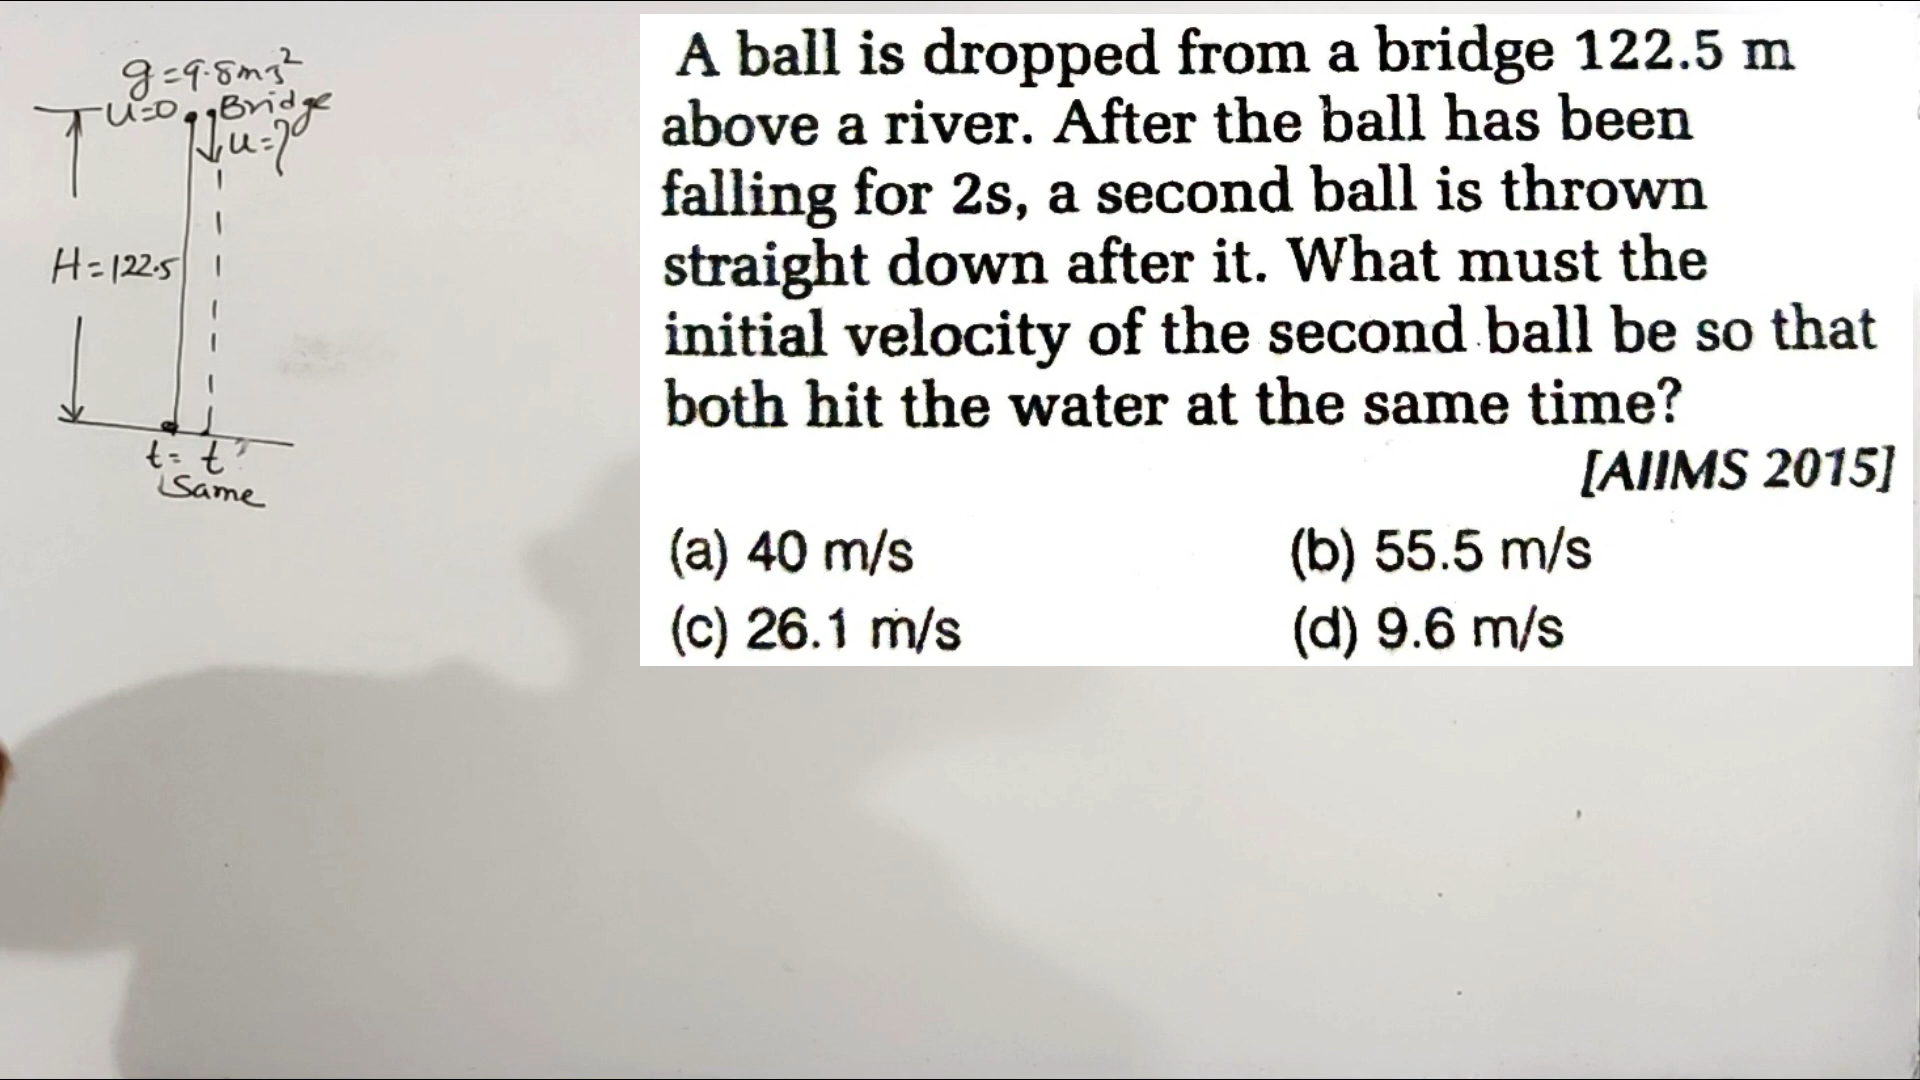 g=9.8ms²
u=0 Bridge
u=?
H=122.5
t= t
Same
A ball is dropped from a bridge 122.5 m
above a river. After the ball has been
falling for 2s, a second ball is thrown
straight down after it. What must the
initial velocity of the second ball be so that
both hit the water at the same time?
[AIIMS 2015]
(a) 40 m/s (b) 55.5 m/s
(c) 26.1 m/s (d) 9.6 m/s